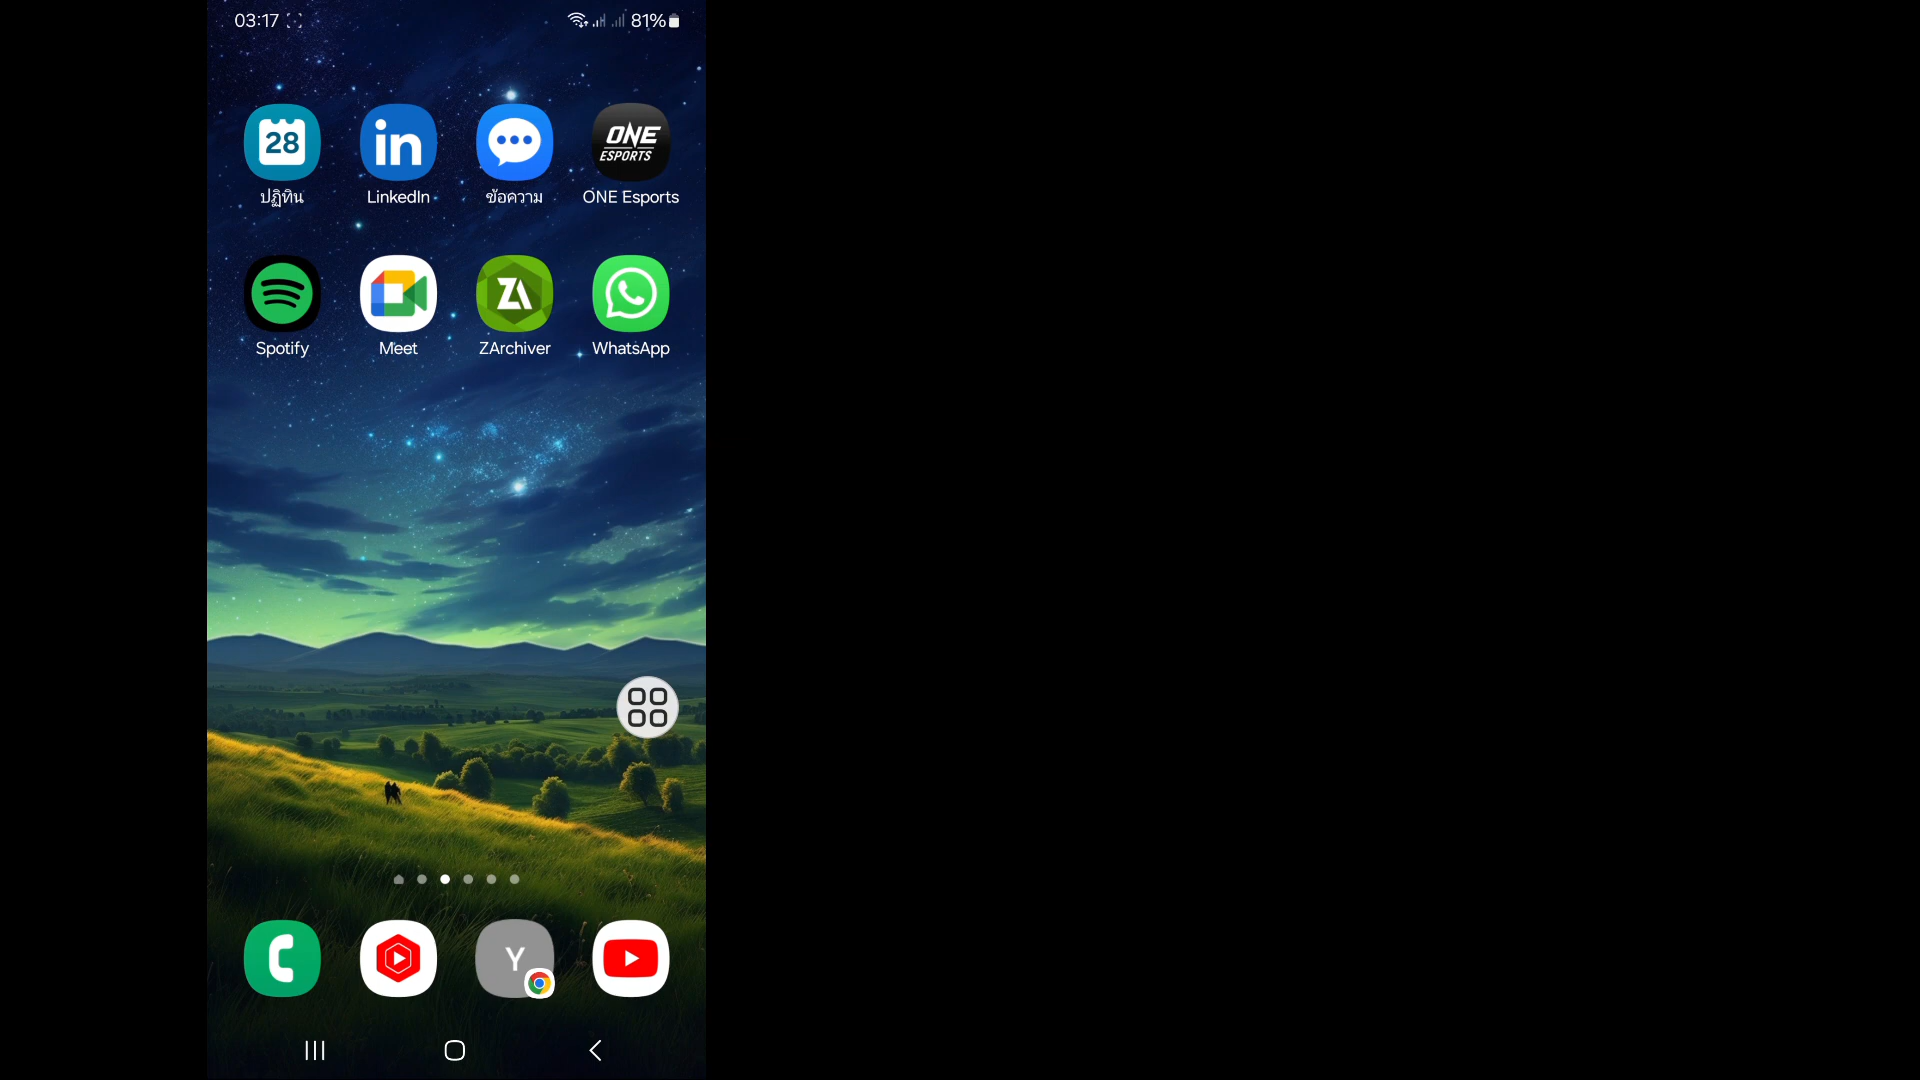 03:17
81%
28
in
ONE
ESPORTS
ปฏิทิน
LinkedIn
ข้อความ
ONE Esports
ZA
Spotify
Meet
ZArchiver
WhatsApp
Y